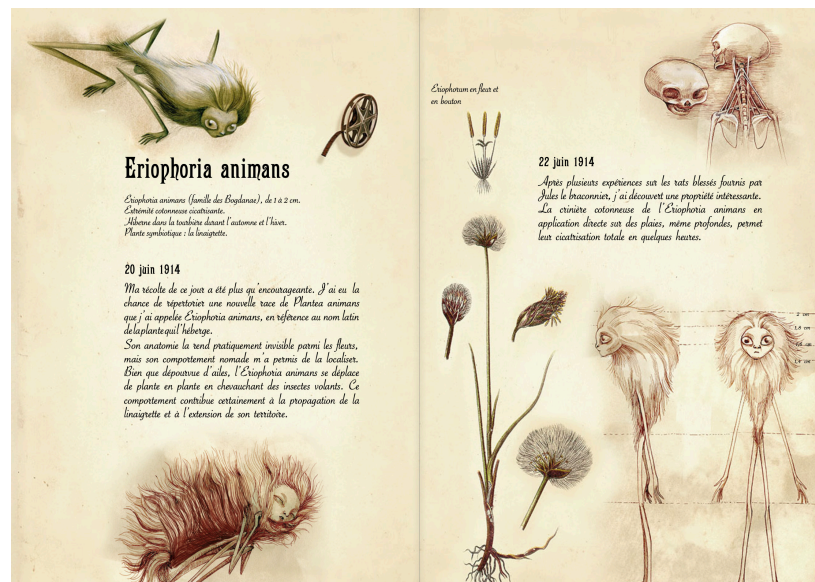 Eriophoria animans
Eriophoria animans (famille des Bogdanae), de 1 à 2 cm.
Extrémité cotonneuse cicatrisante.
Hiberne dans la tourbière durant l'automne et l'hiver.
Plante symbiotique : la linaigrette.
20 juin 1914
Ma récolte de ce jour a été plus qu'encourageante. J'ai eu la
chance de répertorier une nouvelle race de Plantea animans
que j'ai appelée Eriophoria animans, en référence au nom latin
de la plante qui l'héberge.
Son anatomie la rend pratiquement invisible parmi les fleurs,
mais son comportement nomade m'a permis de la localiser.
Bien que dépourvue d'ailes, l'Eriophoria animans se déplace
de plante en plante en chevauchant des insectes volants. Ce
comportement contribue certainement à la propagation de la
linaigrette et à l'extension de son territoire.
Eriophorum en fleur et
en bouton
22 juin 1914
Après plusieurs expériences sur les rats blessés fournis par
Jules le braconnier, j'ai découvert une propriété intéressante.
La crinière cotonneuse de l'Eriophoria animans en
application directe sur des plaies, même profondes, permet
leur cicatrisation totale en quelques heures.
2 cm
1,8 cm
1,4 cm